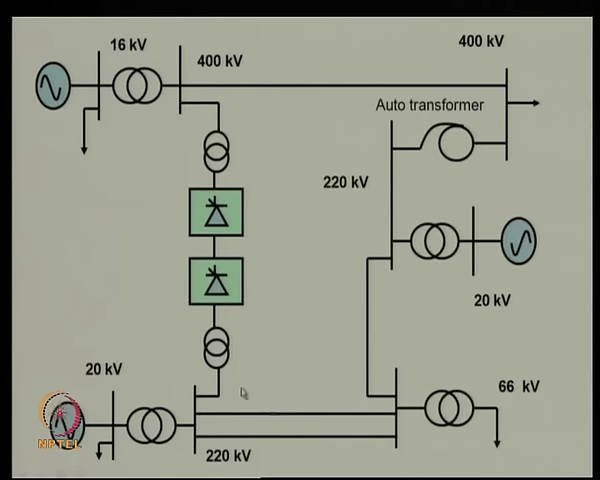 16 kV
400 kV
400 kV
Auto transformer
220 kV
20 kV
20 kV
66 kV
NPTEL
220 kV